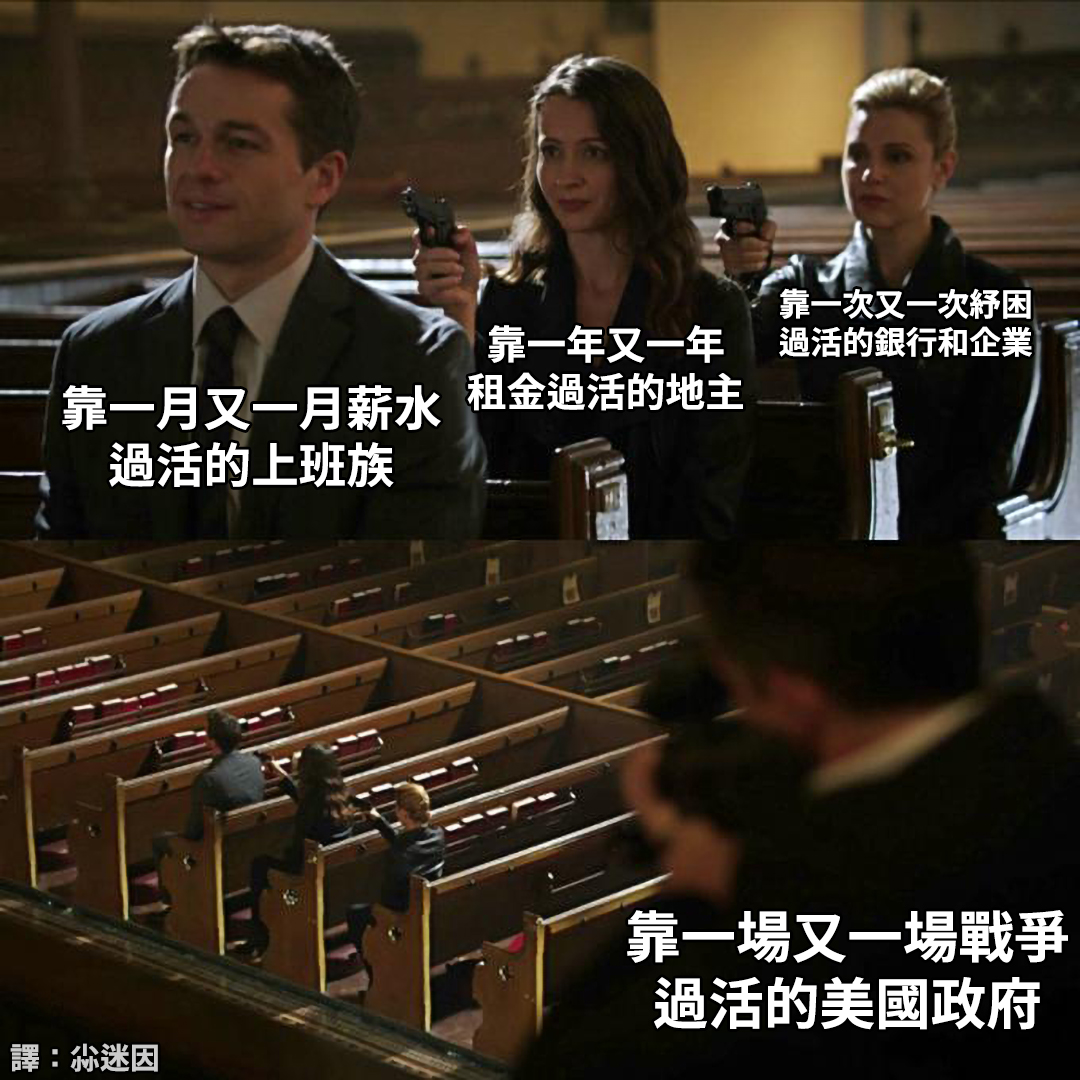 靠一月又一月薪水
過活的上班族
靠一年又一年
租金過活的地主
靠一次又一次紓困
過活的銀行和企業
靠一場又一場戰爭
過活的美國政府
譯：尛迷因